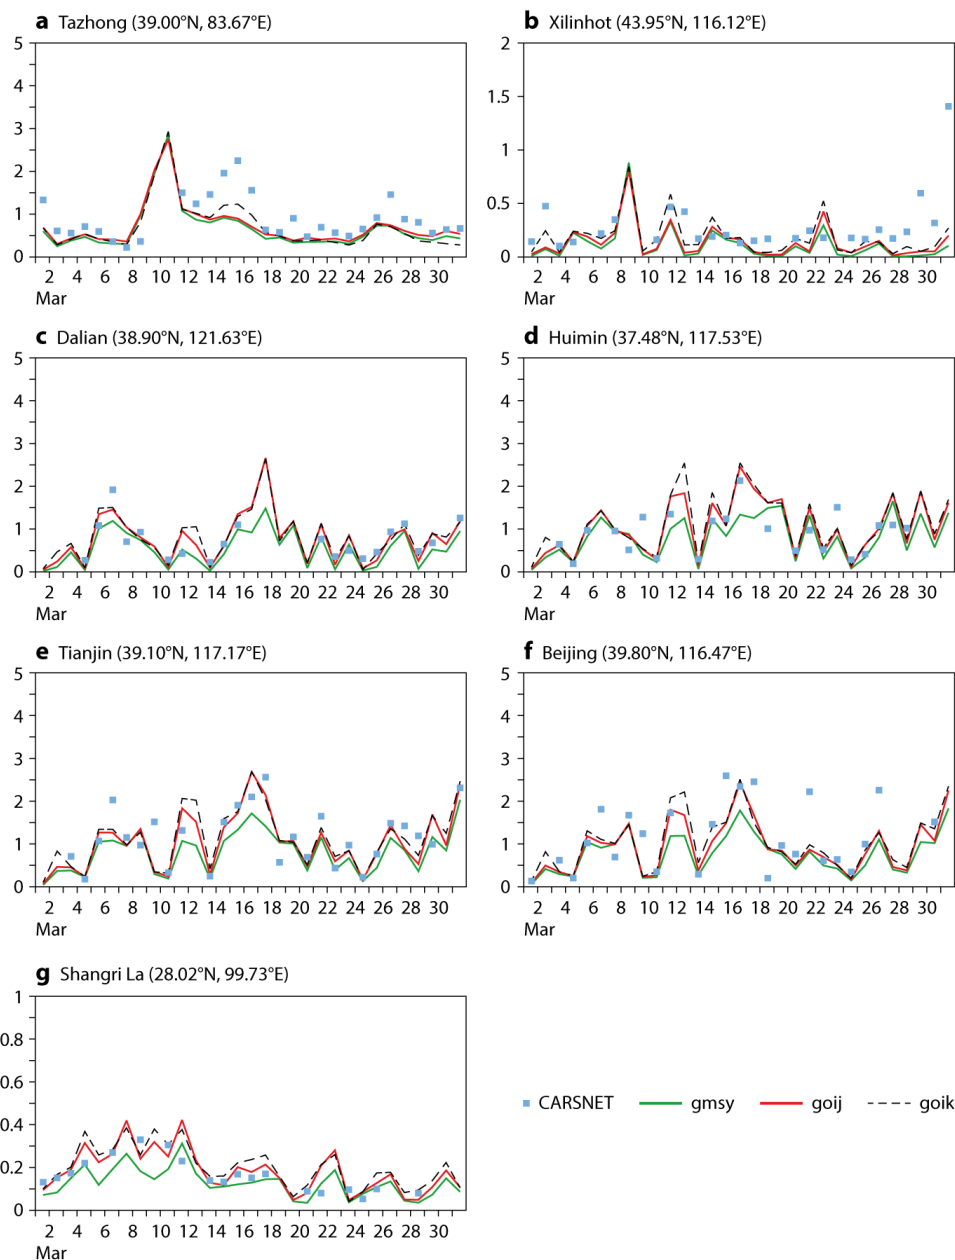 a Tazhong (39.00°N, 83.67°E)
5
4
3
2
1
0
2 4 6 8 10 12 14 16 18 20 22 24 26 28 30
Mar
b Xilinhot (43.95°N, 116.12°E)
2
1.5
1
0.5
0
2 4 6 8 10 12 14 16 18 20 22 24 26 28 30
Mar
c Dalian (38.90°N, 121.63°E)
5
4
3
2
1
0
2 4 6 8 10 12 14 16 18 20 22 24 26 28 30
Mar
d Huimin (37.48°N, 117.53°E)
5
4
3
2
1
0
2 4 6 8 10 12 14 16 18 20 22 24 26 28 30
Mar
e Tianjin (39.10°N, 117.17°E)
5
4
3
2
1
0
2 4 6 8 10 12 14 16 18 20 22 24 26 28 30
Mar
f Beijing (39.80°N, 116.47°E)
5
4
3
2
1
0
2 4 6 8 10 12 14 16 18 20 22 24 26 28 30
Mar
g Shangri La (28.02°N, 99.73°E)
1
0.8
0.6
0.4
0.2
0
2 4 6 8 10 12 14 16 18 20 22 24 26 28 30
Mar
CARSNET gmsy goij goik